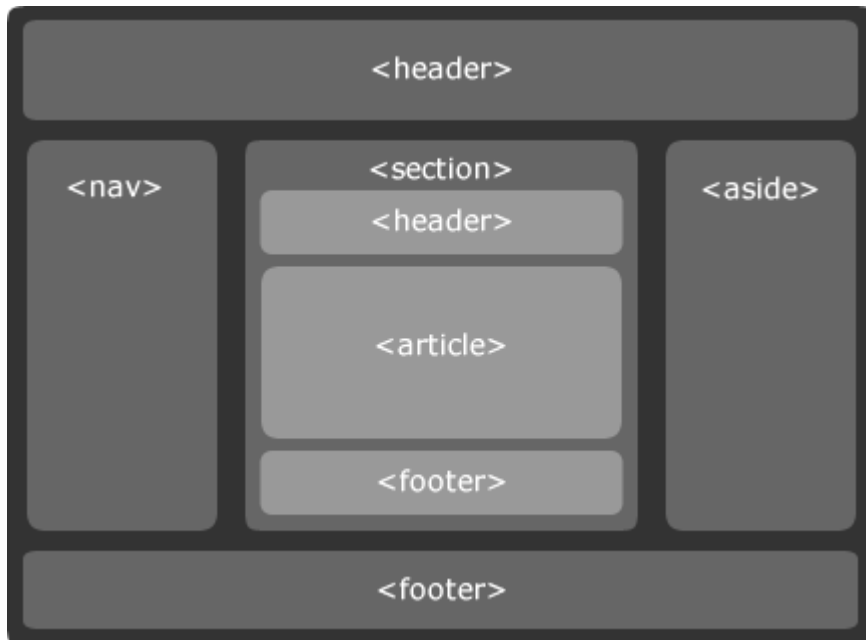 <header>
<nav>
<section>
<header>
<article>
<footer>
<aside>
<footer>